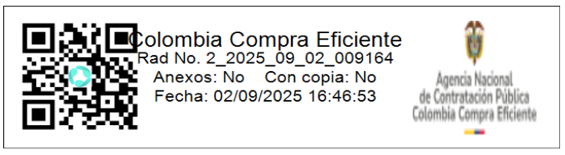 Colombia Compra Eficiente
Rad No. 2_2025_09_02_009164
Anexos: No Con copia: No
Fecha: 02/09/2025 16:46:53
Agencia Nacional
de Contratación Pública
Colombia Compra Eficiente